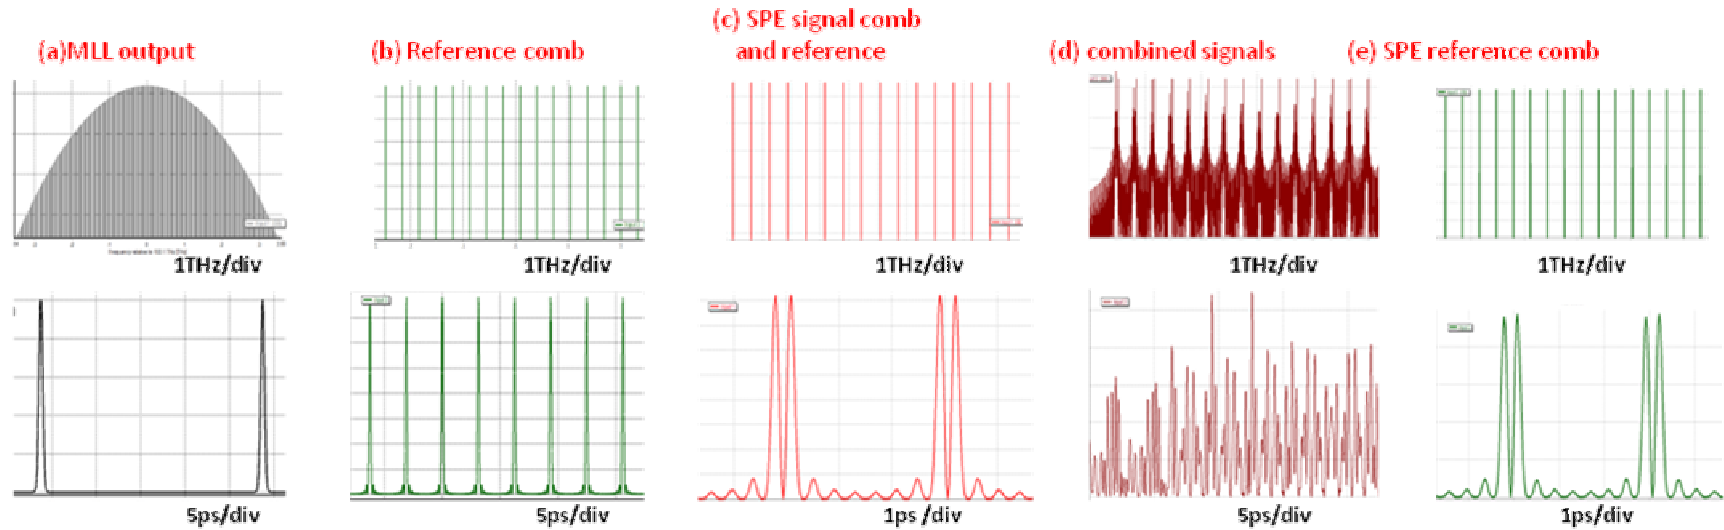 (c) SPE signal comb
and reference
(a)MLL output
(b) Reference comb
(d) combined signals
(e) SPE reference comb
1THz/div
1THz/div
1THz/div
1THz/div
1THz/div
5ps/div
5ps/div
1ps /div
5ps/div
1ps/div